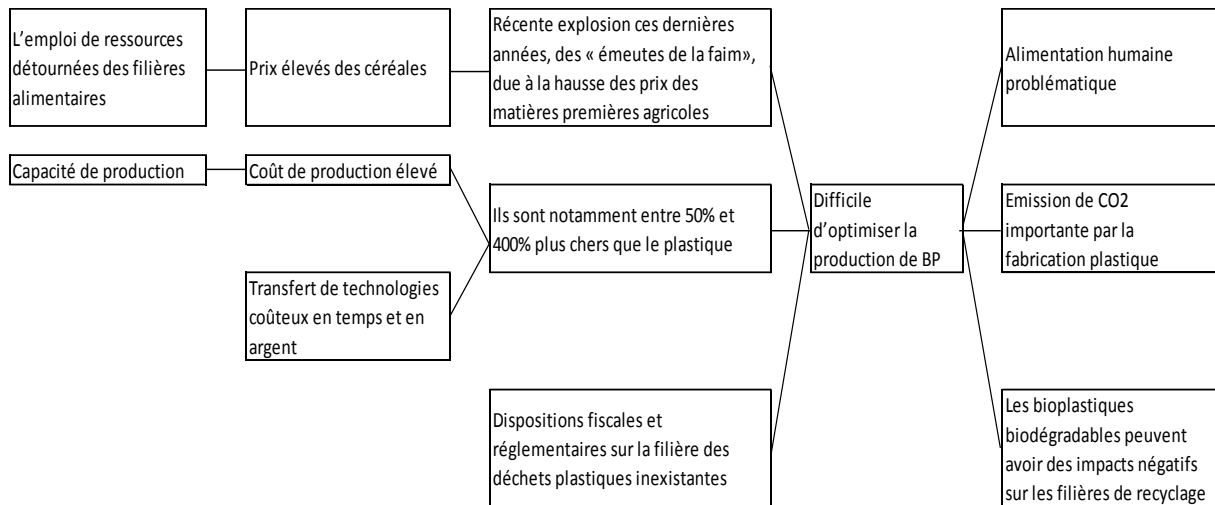 L’emploi de ressources
détournées des filières
alimentaires
Prix élevés des céréales
Récente explosion ces dernières
années, des « émeutes de la faim»,
due à la hausse des prix des
matières premières agricoles
Alimentation humaine
problématique
Capacité de production
Coût de production élevé
Ils sont notamment entre 50% et
400% plus chers que le plastique
Difficile
d’optimiser la
production de BP
Emission de CO2
importante par la
fabrication plastique
Transfert de technologies
coûteux en temps et en
argent
Dispositions fiscales et
réglementaires sur la filière des
déchets plastiques inexistantes
Les bioplastiques
biodégradables peuvent
avoir des impacts négatifs
sur les filières de recyclage